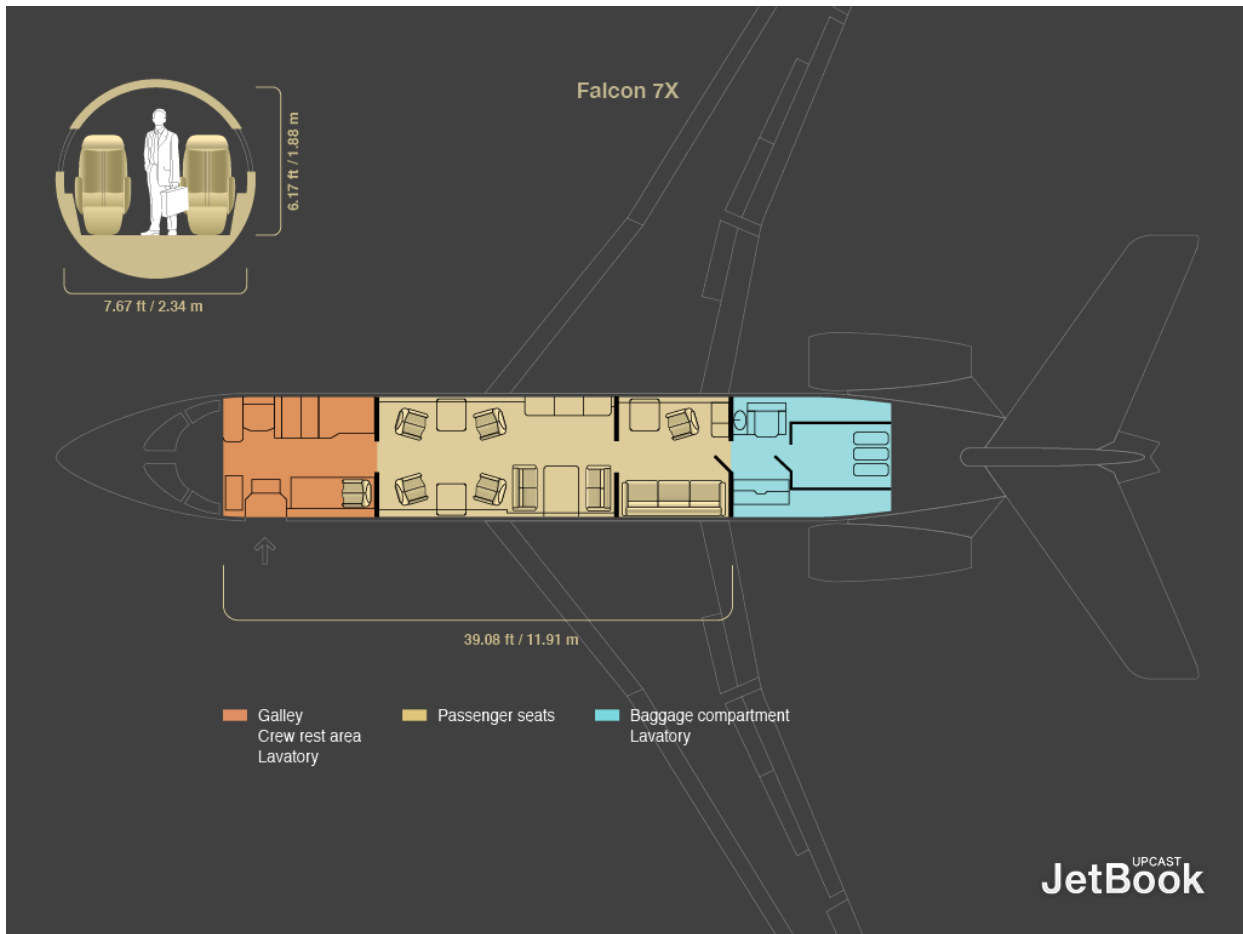 Falcon 7X
6.17 ft / 1.88 m
7.67 ft / 2.34 m
39.08 ft / 11.91 m
Galley
Crew rest area
Lavatory
Passenger seats
Baggage compartment
Lavatory
UPCAST
JetBook